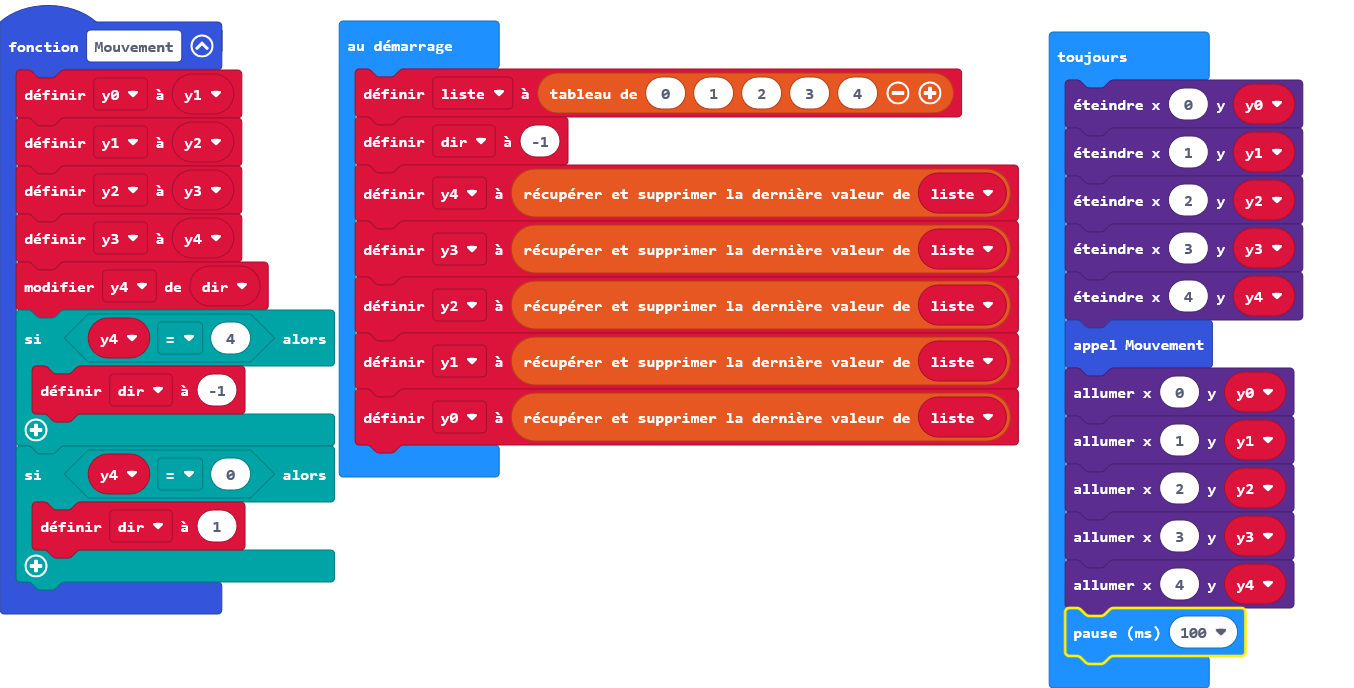 fonction Mouvement
définir y0 à y1
définir y1 à y2
définir y2 à y3
définir y3 à y4
modifier y4 de dir
si y4 = 4 alors
définir dir à -1
si y4 = 0 alors
définir dir à 1
au démarrage
définir liste à tableau de 0 1 2 3 4
définir dir à -1
définir y4 à récupérer et supprimer la dernière valeur de liste
définir y3 à récupérer et supprimer la dernière valeur de liste
définir y2 à récupérer et supprimer la dernière valeur de liste
définir y1 à récupérer et supprimer la dernière valeur de liste
définir y0 à récupérer et supprimer la dernière valeur de liste
toujours
éteindre x 0 y y0
éteindre x 1 y y1
éteindre x 2 y y2
éteindre x 3 y y3
éteindre x 4 y y4
appel Mouvement
allumer x 0 y y0
allumer x 1 y y1
allumer x 2 y y2
allumer x 3 y y3
allumer x 4 y y4
pause (ms) 100